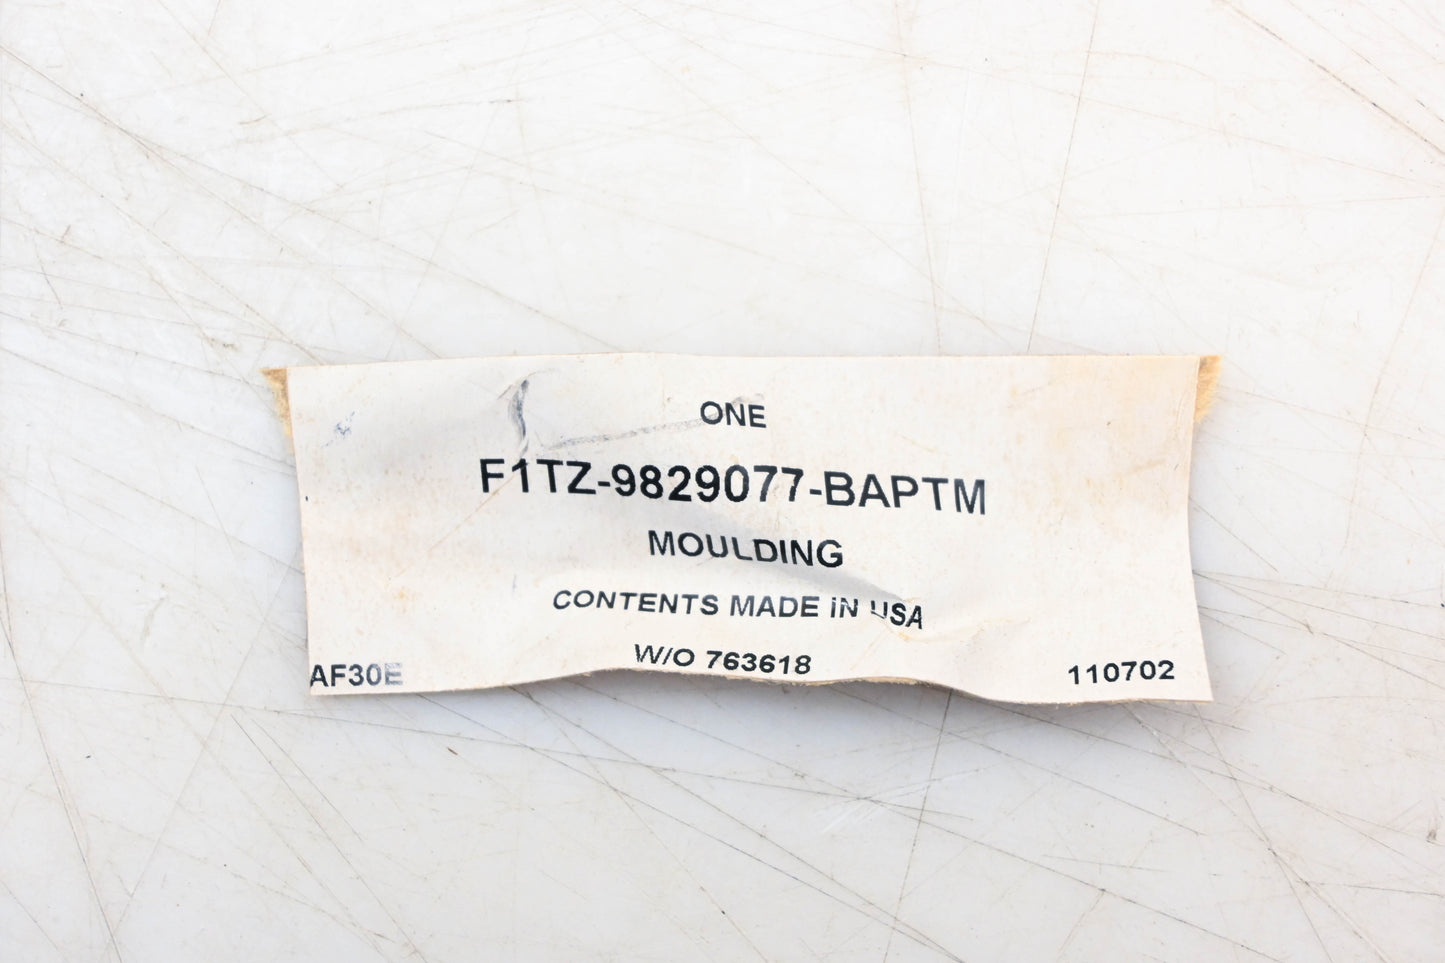 ONE
F1TZ-9829077-BAPTM
MOULDING
CONTENTS MADE IN USA
W/O 763618
AF30E
110702